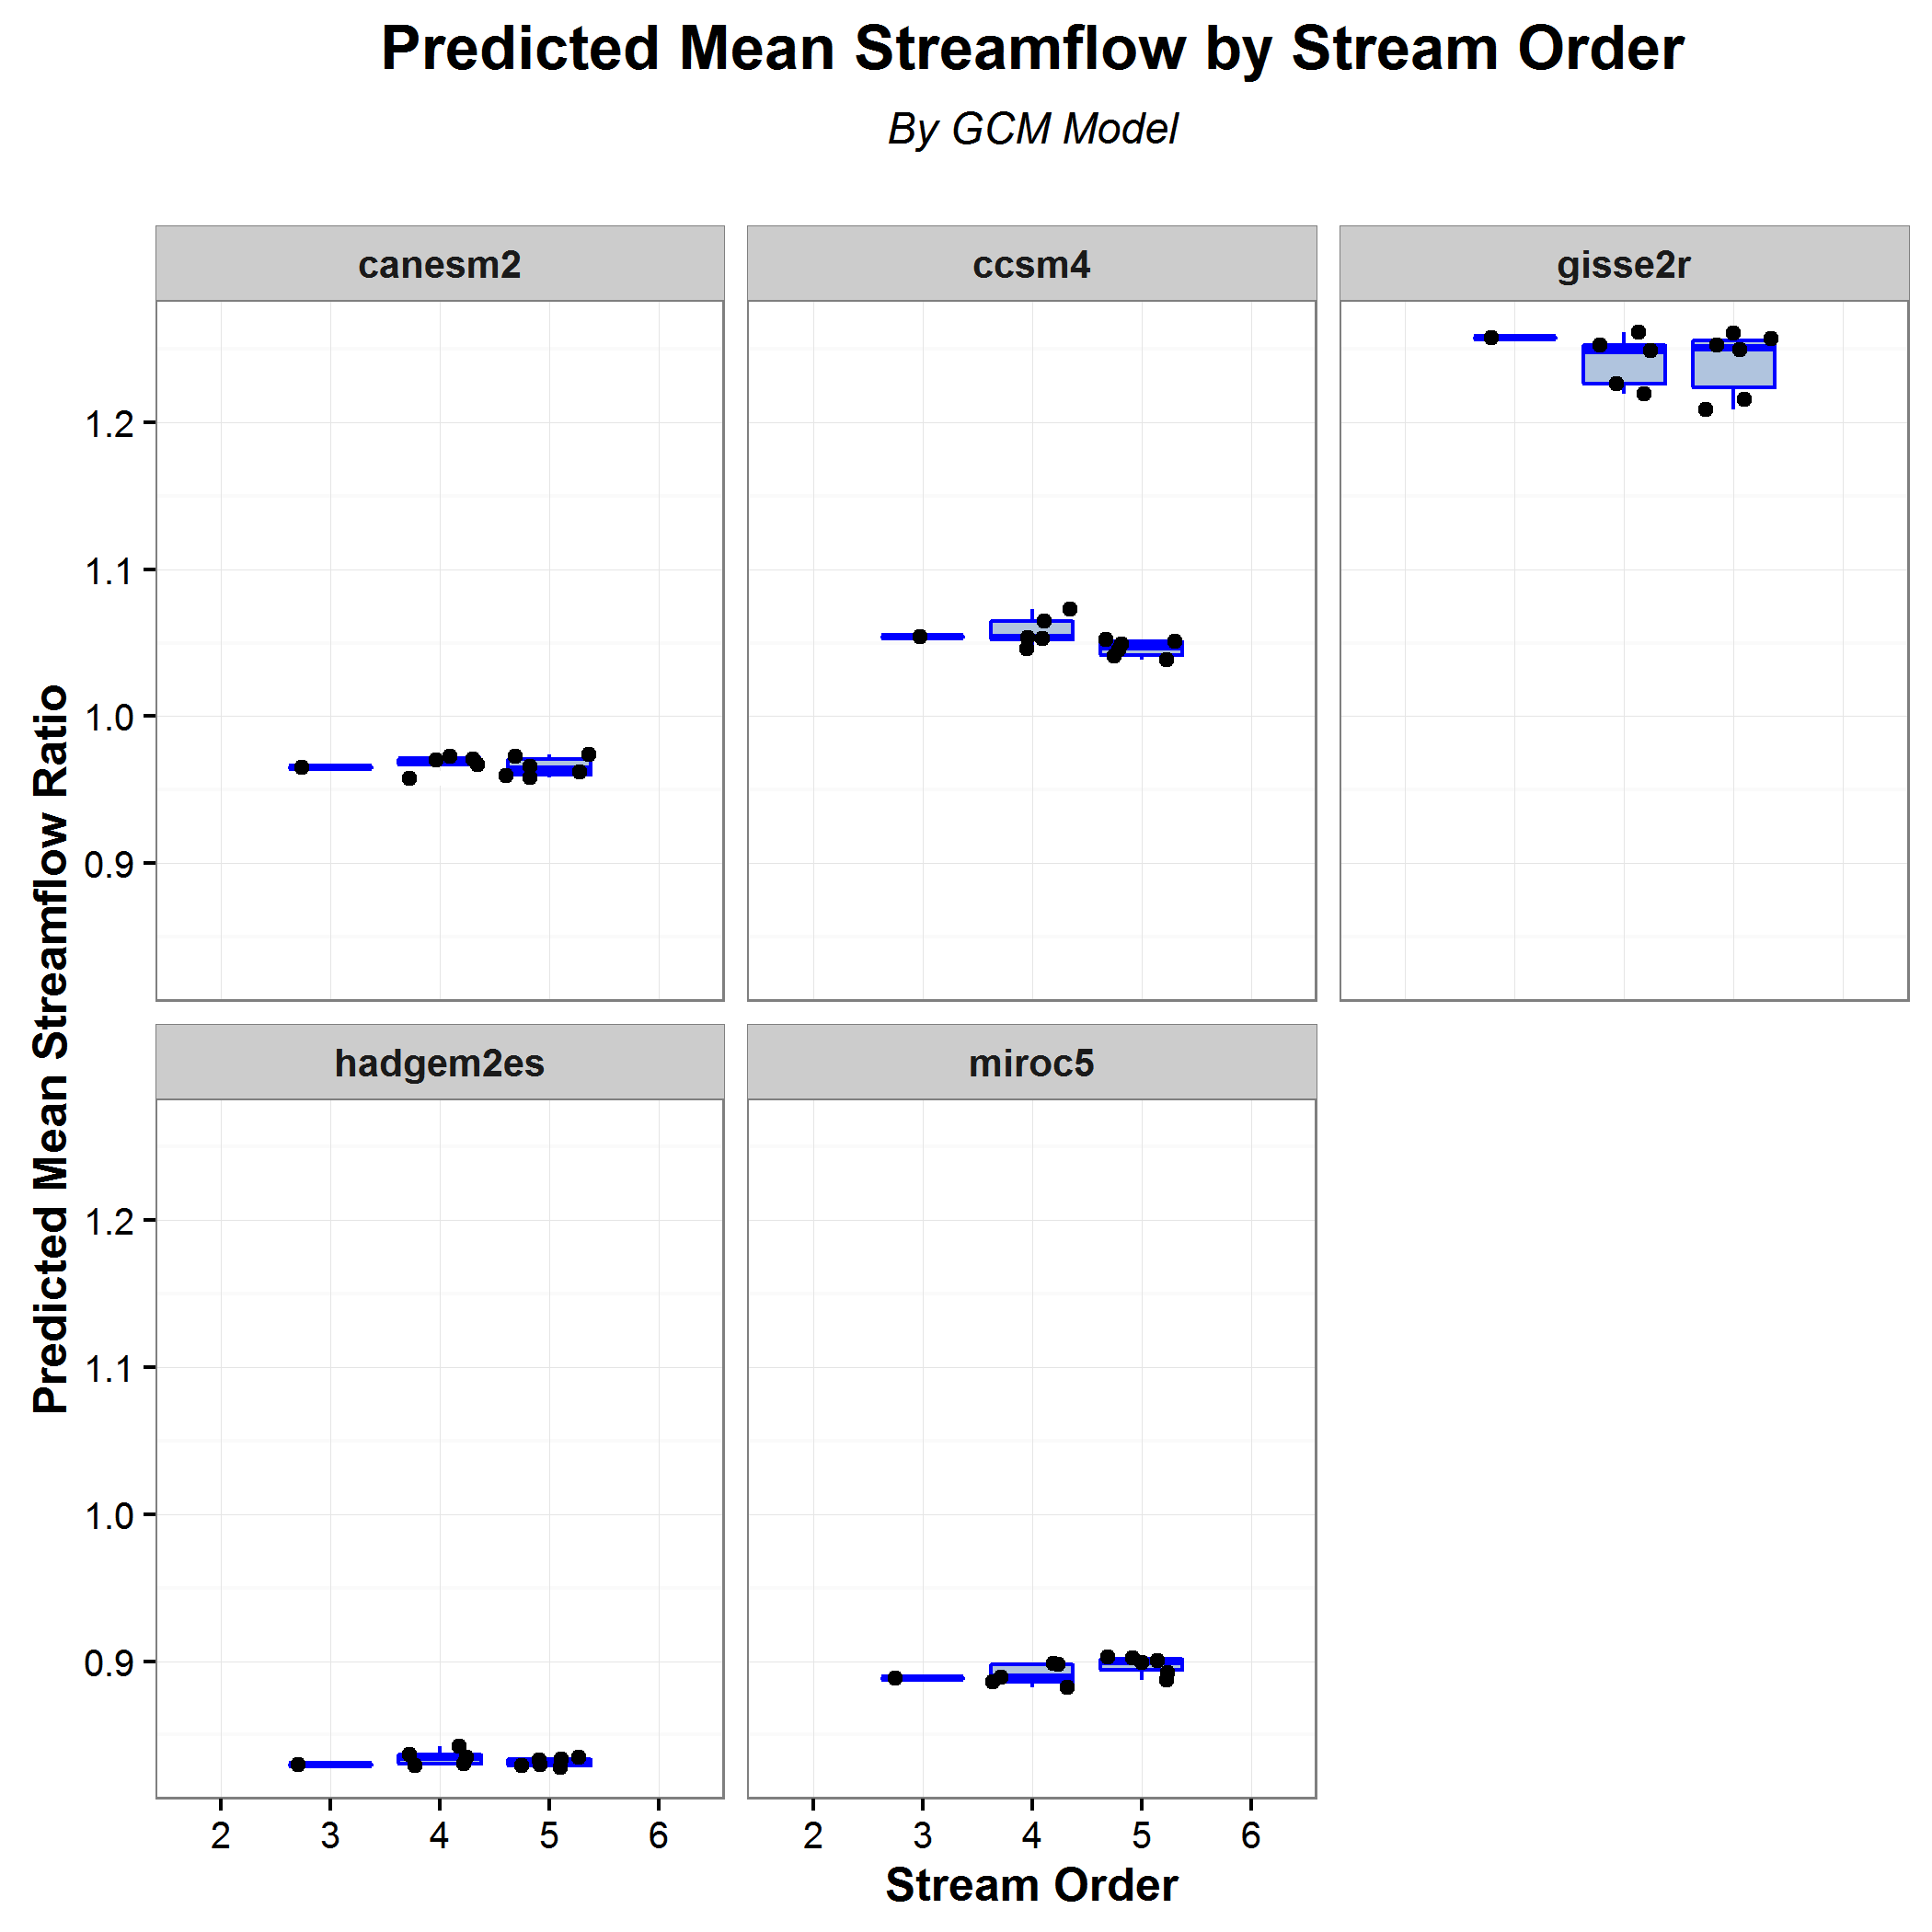 Predicted Mean Streamflow by Stream Order
By GCM Model
canesm2
ccsm4
gisse2r
1.2
1.1
1.0
0.9
hadgem2es
miroc5
1.2
1.1
1.0
0.9
2 3 4 5 6
2 3 4 5 6
Stream Order
Predicted Mean Streamflow Ratio